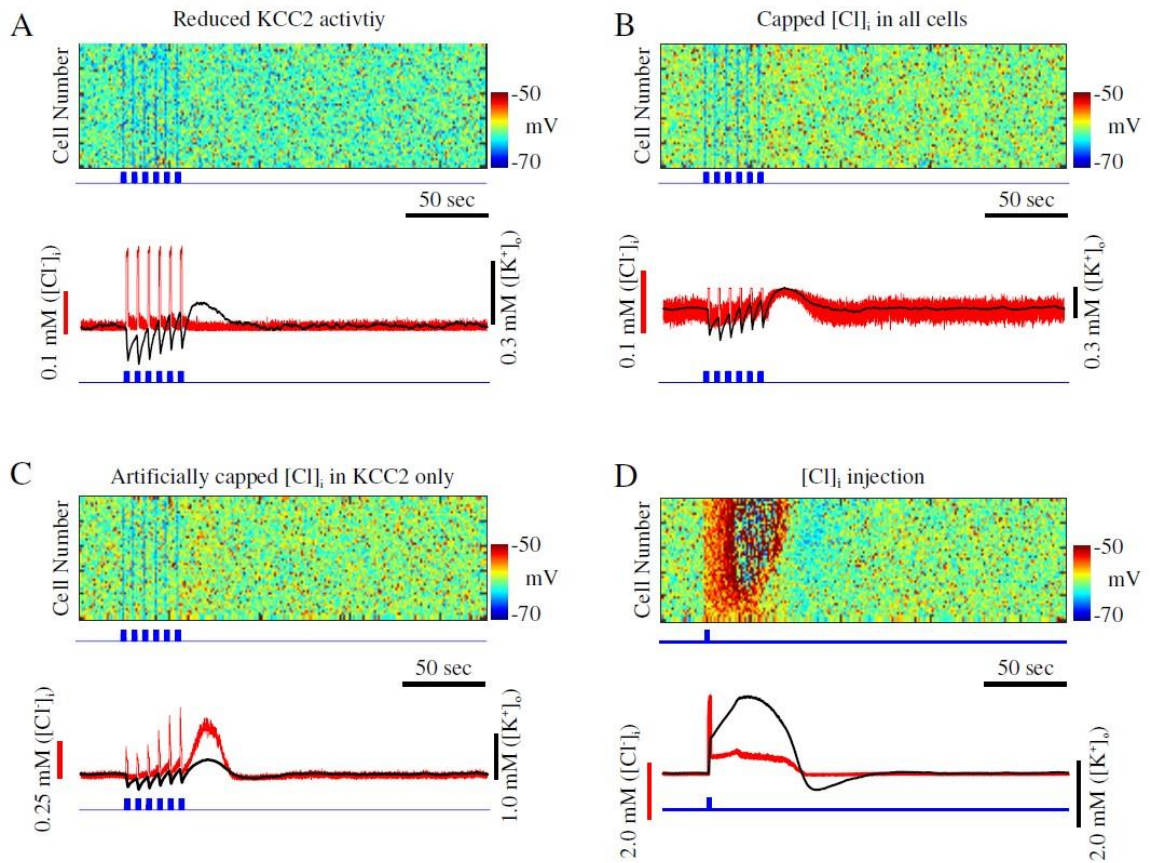 A
Reduced KCC2 activtiy
Cell Number
-50
mV
-70
50 sec
0.1 mM ([Cl⁻]ᵢ)
0.3 mM ([K⁺]ₒ)
B
Capped [Cl]ᵢ in all cells
Cell Number
-50
mV
-70
50 sec
0.1 mM ([Cl⁻]ᵢ)
0.3 mM ([K⁺]ₒ)
C
Artificially capped [Cl]ᵢ in KCC2 only
Cell Number
-50
mV
-70
50 sec
0.25 mM ([Cl⁻]ᵢ)
1.0 mM ([K⁺]ₒ)
D
[Cl]ᵢ injection
Cell Number
-50
mV
-70
50 sec
2.0 mM ([Cl⁻]ᵢ)
2.0 mM ([K⁺]ₒ)